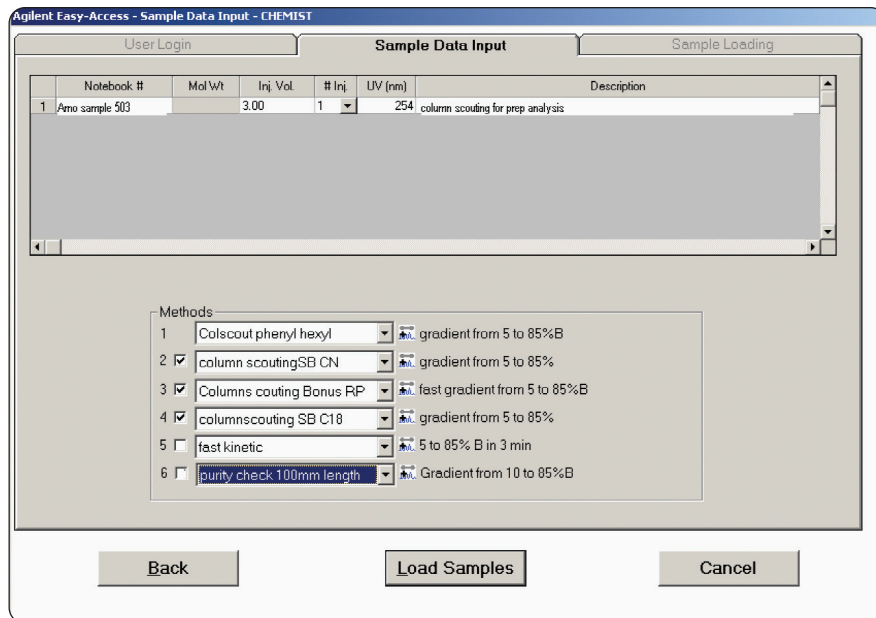 Agilent Easy-Access - Sample Data Input - CHEMIST
User Login Sample Data Input Sample Loading
Notebook # Mol Wt Inj. Vol. # Inj. UV (nm) Description
1 Amo sample 503 3.00 1 254 column scouting for prep analysis
Methods
1 Colscout phenyl hexyl gradient from 5 to 85%B
2 column scoutingSB CN gradient from 5 to 85%
3 Columns couting Bonus RP fast gradient from 5 to 85%B
4 columnscouting SB C18 gradient from 5 to 85%
5 fast kinetic 5 to 85% B in 3 min
6 purity check 100mm length Gradient from 10 to 85%B
Back Load Samples Cancel